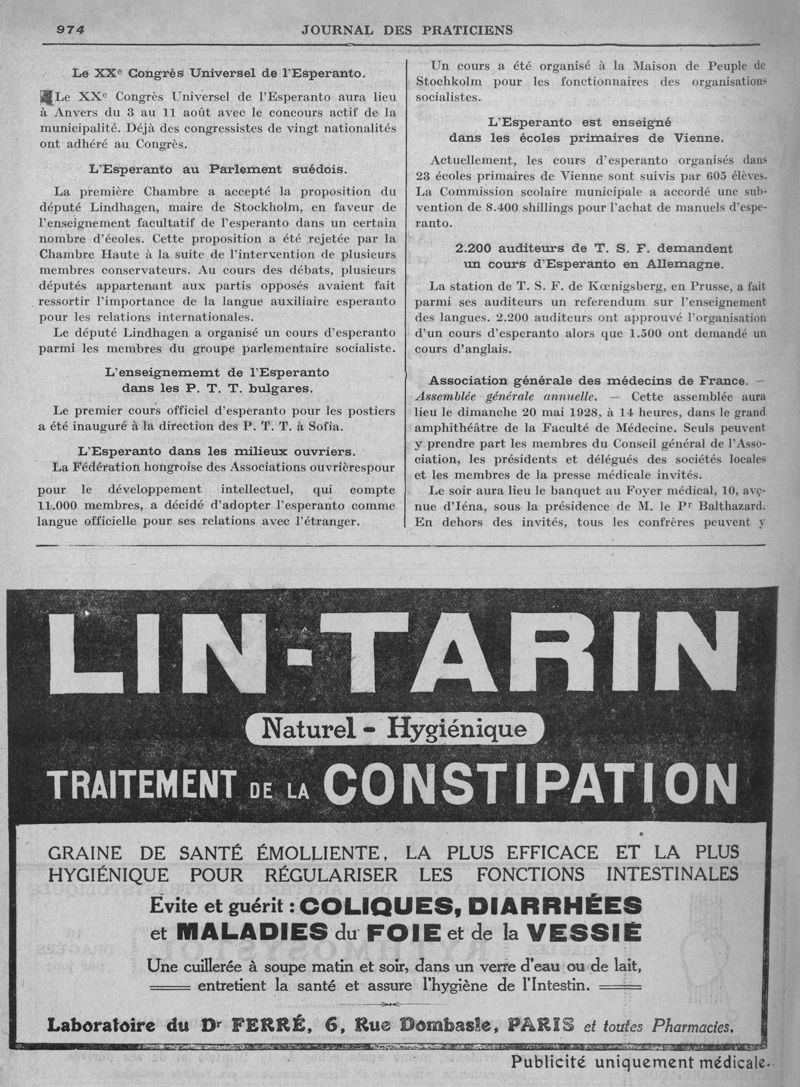 974
JOURNAL DES PRATICIENS
Le XXe Congrès Universel de l'Esperanto.
Le XXe Congrès Universel de l'Esperanto aura lieu
à Anvers du 3 au 11 août avec le concours actif de la
municipalité. Déjà des congressistes de vingt nationalités
ont adhéré au Congrès.
L'Esperanto au Parlement suédois.
La première Chambre a accepté la proposition du
député Lindhagen, maire de Stockholm, en faveur de
l'enseignement facultatif de l'esperanto dans un certain
nombre d'écoles. Cette proposition a été rejetée par la
Chambre Haute à la suite de l'intervention de plusieurs
membres conservateurs. Au cours des débats, plusieurs
députés appartenant aux partis opposés avaient fait
ressortir l'importance de la langue auxiliaire esperanto
pour les relations internationales.
Le député Lindhagen a organisé un cours d'esperanto
parmi les membres du groupe parlementaire socialiste.
L'enseignememt de l'Esperanto
dans les P. T. T. bulgares.
Le premier cours officiel d'esperanto pour les postiers
a été inauguré à la direction des P. T. T. à Sofia.
L'Esperanto dans les milieux ouvriers.
La Fédération hongroise des Associations ouvrièrespour
pour le développement intellectuel, qui compte
11.000 membres, a décidé d'adopter l'esperanto comme
langue officielle pour ses relations avec l'étranger.
Un cours a été organisé à la Maison de Peuple de
Stochkolm pour les fonctionnaires des organisations
socialistes.
L'Esperanto est enseigné
dans les écoles primaires de Vienne.
Actuellement, les cours d'esperanto organisés dans
23 écoles primaires de Vienne sont suivis par 605 élèves.
La Commission scolaire municipale a accordé une sub-
vention de 8.400 shillings pour l'achat de manuels d'espe-
ranto.
2.200 auditeurs de T. S. F. demandent
un cours d'Esperanto en Allemagne.
La station de T. S. F. de Kœnigsberg, en Prusse, a fait
parmi ses auditeurs un referendum sur l'enseignement
des langues. 2.200 auditeurs ont approuvé l'organisation
d'un cours d'esperanto alors que 1.500 ont demandé un
cours d'anglais.
Association générale des médecins de France. —
Assemblée générale annuelle. — Cette assemblée aura
lieu le dimanche 20 mai 1928, à 14 heures, dans le grand
amphithéâtre de la Faculté de Médecine. Seuls peuvent
y prendre part les membres du Conseil général de l'Asso-
ciation, les présidents et délégués des sociétés locales
et les membres de la presse médicale invités.
Le soir aura lieu le banquet au Foyer médical, 10, ave-
nue d'Iéna, sous la présidence de M. le Pr Balthazard.
En dehors des invités, tous les confrères peuvent y
LIN-TARIN
Naturel - Hygiénique
TRAITEMENT DE LA CONSTIPATION
GRAINE DE SANTÉ ÉMOLLIENTE, LA PLUS EFFICACE ET LA PLUS
HYGIÉNIQUE POUR RÉGULARISER LES FONCTIONS INTESTINALES
Évite et guérit : COLIQUES, DIARRHÉES
et MALADIES du FOIE et de la VESSIE
Une cuillerée à soupe matin et soir, dans un verre d'eau ou de lait,
entretient la santé et assure l'hygiène de l'Intestin.
Laboratoire du Dr FERRÉ, 6, Rue Dombasle, PARIS et toutes Pharmacies.
Publicité uniquement médicale.